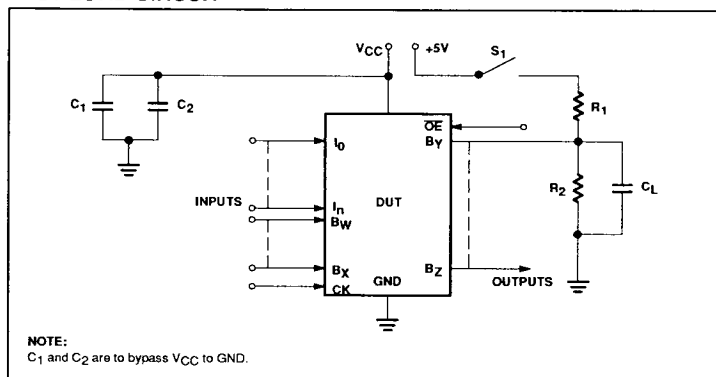 VCC +5V S1
C1 C2
R1
OE
I0 BY
R2 CL
INPUTS In DUT
BW
BX GND BZ OUTPUTS
CK
NOTE:
C1 and C2 are to bypass VCC to GND.